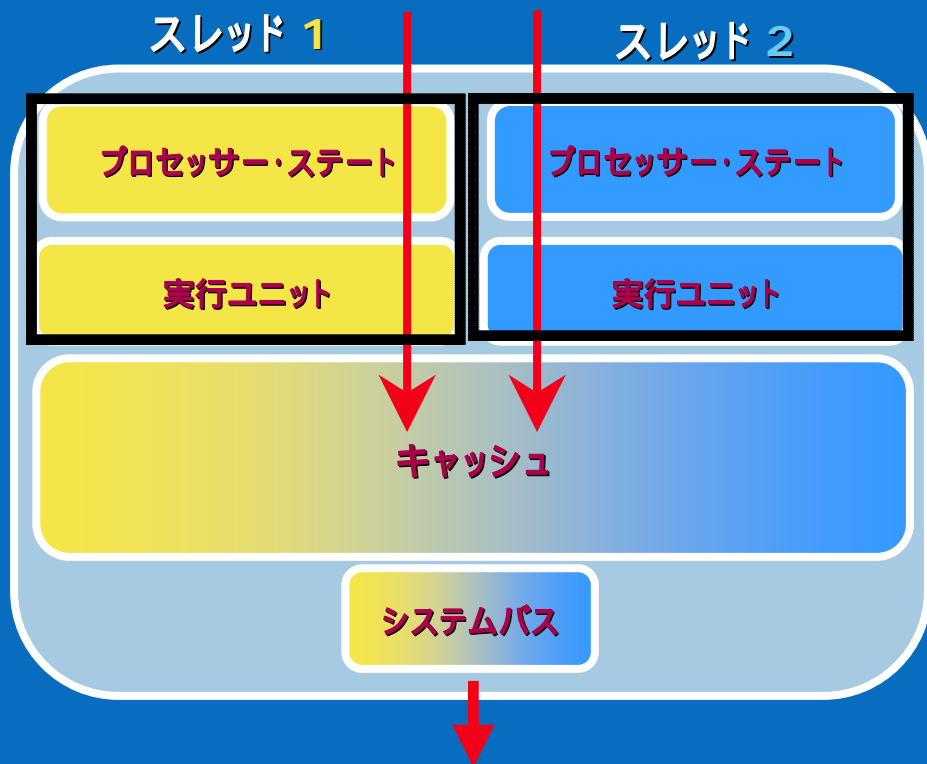 スレッド 1
スレッド 2
プロセッサー・ステート
プロセッサー・ステート
実行ユニット
実行ユニット
キャッシュ
システムバス